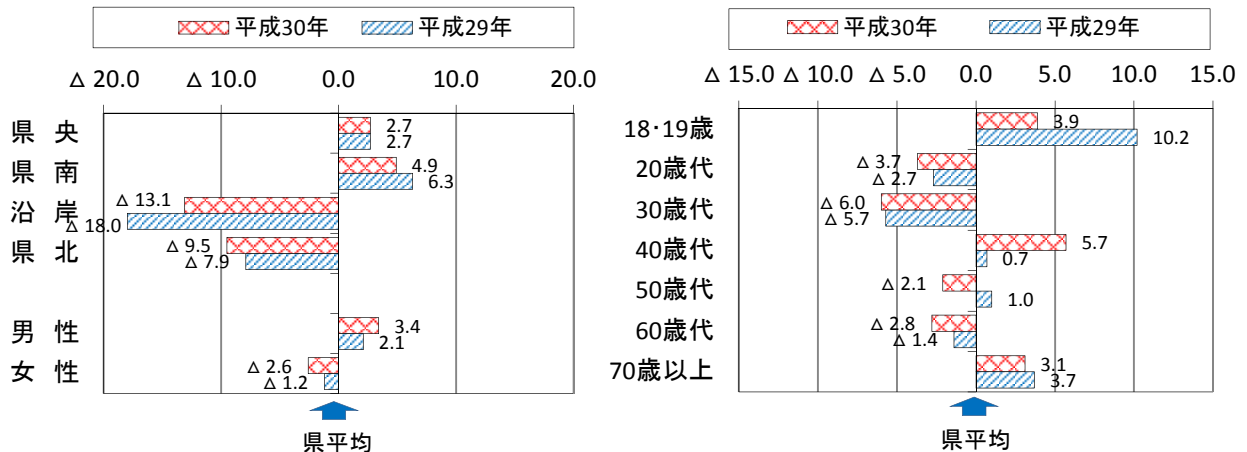 平成30年 平成29年
△ 20.0 △ 10.0 0.0 10.0 20.0
県 央 2.7
2.7
県 南 4.9
6.3
沿 岸 △ 13.1
△ 18.0
県 北 △ 9.5
△ 7.9
男 性 3.4
2.1
女 性 △ 2.6
△ 1.2
県平均
平成30年 平成29年
△ 15.0 △ 10.0 △ 5.0 0.0 5.0 10.0 15.0
18･19歳 3.9
10.2
20歳代 △ 3.7
△ 2.7
30歳代 △ 6.0
△ 5.7
40歳代 5.7
0.7
50歳代 △ 2.1
1.0
60歳代 △ 2.8
△ 1.4
70歳以上 3.1
3.7
県平均